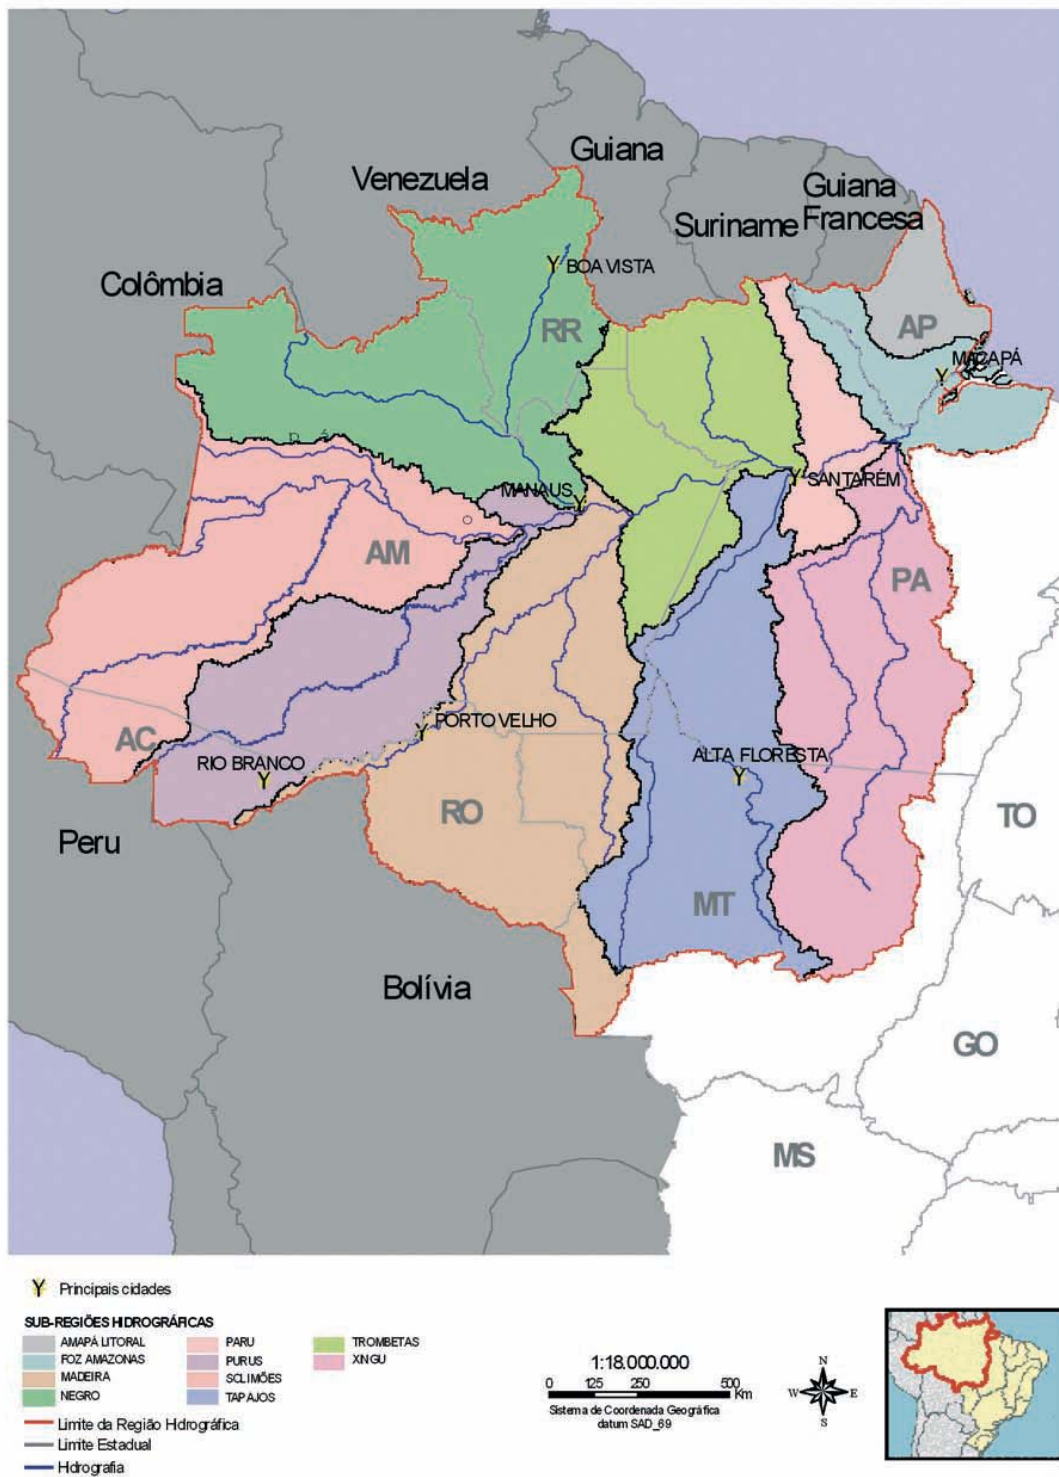 Guiana
Venezuela
Guiana
Francesa
Suriname
Colômbia
BOA VISTA
RR
AP
MACAPÁ
MANAUS
SANTARÉM
AM
PA
PORTO VELHO
AC
RIO BRANCO
ALTA FLORESTA
RO
TO
Peru
MT
Bolívia
GO
MS
Principais cidades
SUB-REGIÕES HIDROGRÁFICAS
AMAPÁ LITORAL
FOZ AMAZONAS
MADEIRA
NEGRO
PARU
PURUS
SCLIMÕES
TAPAJOS
TROMBETAS
XINGU
Limite da Região Hidrográfica
Limite Estadual
Hidrografia
1:18.000.000
0 125 250 500
Km
Sistema de Coordenada Geográfica
datum SAD_69
N
W E
S